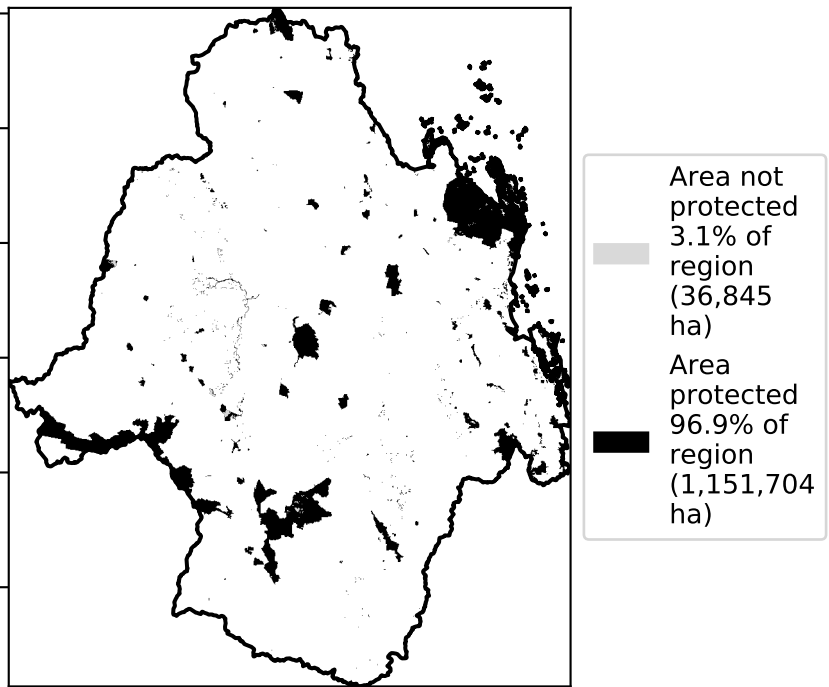 Area not
protected
3.1% of
region
(36,845
ha)
Area
protected
96.9% of
region
(1,151,704
ha)